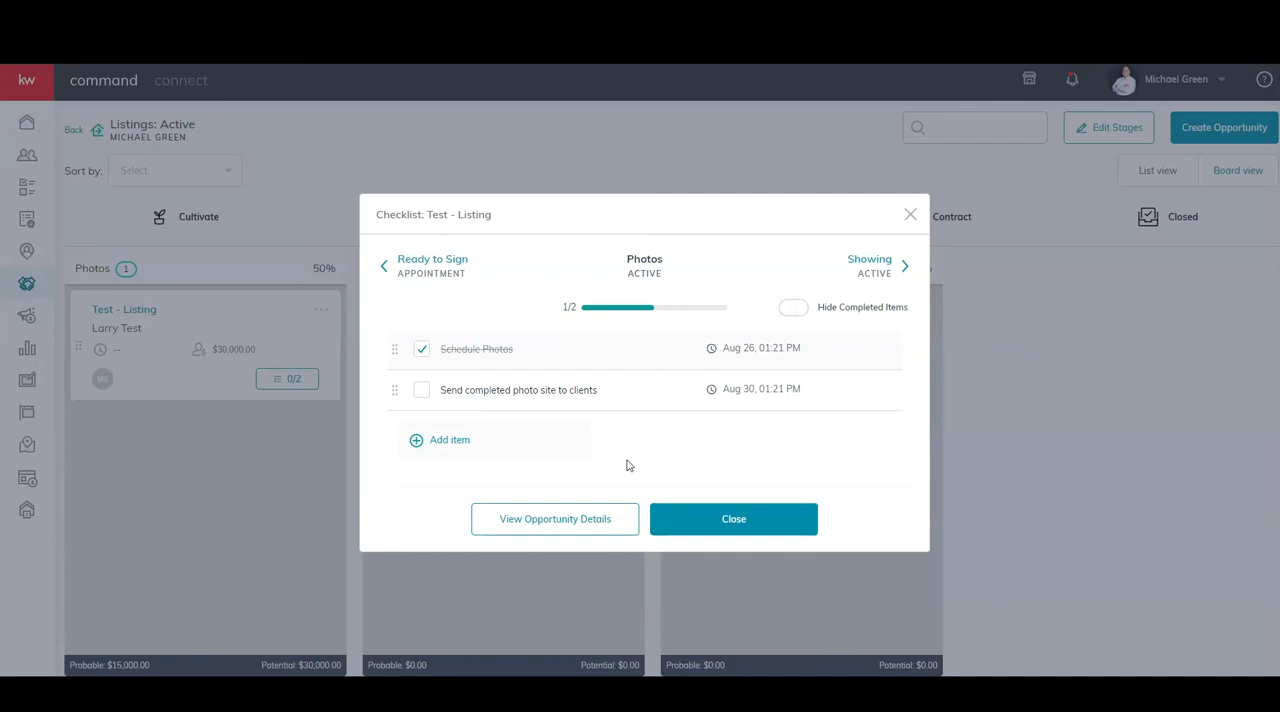 kw
command
connect
Michael Green
?
Back
Listings: Active
MICHAEL GREEN
Edit Stages
Create Opportunity
Sort by:
Select.
List view
Board view
Cultivate
Contract
Closed
Photos 1
50%
Test - Listing
Larry Test
--
$30,000.00
0/2
Checklist: Test - Listing
Ready to Sign
APPOINTMENT
Photos
ACTIVE
Showing
ACTIVE
1/2
Hide Completed Items
Schedule Photos
Aug 26, 01:21 PM
Send completed photo site to clients
Aug 30, 01:21 PM
Add item
View Opportunity Details
Close
Probable: $15,000.00
Potential: $30,000.00
Probable: $0.00
Potential: $0.00
Probable: $0.00
Potential: $0.00